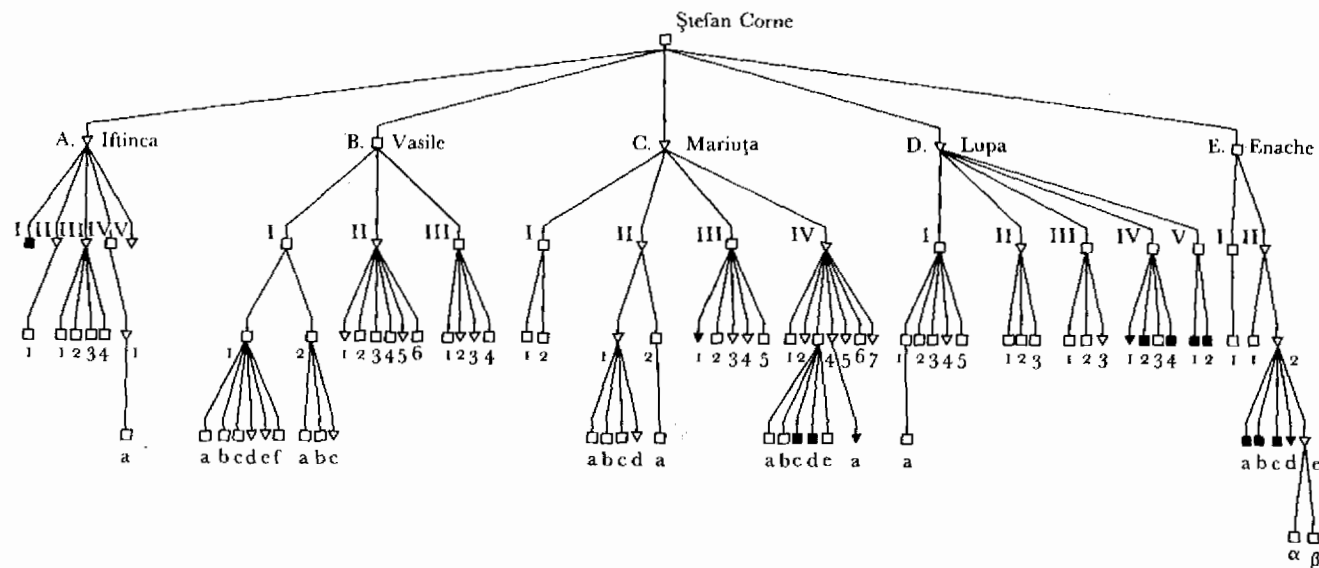 Ștefan Corne
A. Iftinca B. Vasile C. Mariuța D. Lupa E. Enache
I II III IV V I II III I II III IV I II III IV V I II
1 1 2 3 4 1 1 2 1 2 3 4 5 6 1 2 3 4 1 2 1 2 1 2 3 4 5 1 2 4 5 6 7 1 2 3 4 5 1 2 3 1 2 3 1 2 3 4 1 2 1 1 2
a a b c d e f a b c a b c d a a b c d e a a a b c d e
α β